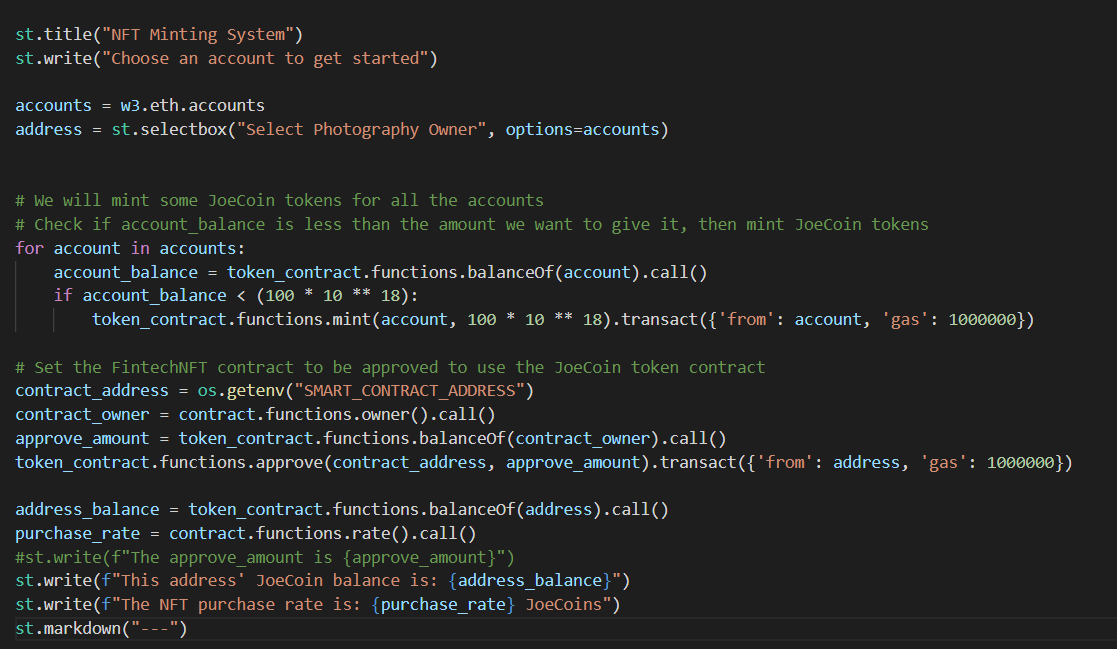 st.title("NFT Minting System")
st.write("Choose an account to get started")
accounts = w3.eth.accounts
address = st.selectbox("Select Photography Owner", options=accounts)
# We will mint some JoeCoin tokens for all the accounts
# Check if account_balance is less than the amount we want to give it, then mint JoeCoin tokens
for account in accounts:
    account_balance = token_contract.functions.balanceOf(account).call()
    if account_balance < (100 * 10 ** 18):
        token_contract.functions.mint(account, 100 * 10 ** 18).transact({'from': account, 'gas': 1000000})
# Set the FintechNFT contract to be approved to use the JoeCoin token contract
contract_address = os.getenv("SMART_CONTRACT_ADDRESS")
contract_owner = contract.functions.owner().call()
approve_amount = token_contract.functions.balanceOf(contract_owner).call()
token_contract.functions.approve(contract_address, approve_amount).transact({'from': address, 'gas': 1000000})
address_balance = token_contract.functions.balanceOf(address).call()
purchase_rate = contract.functions.rate().call()
#st.write(f"The approve_amount is {approve_amount}")
st.write(f"This address' JoeCoin balance is: {address_balance}")
st.write(f"The NFT purchase rate is: {purchase_rate} JoeCoins")
st.markdown("---")